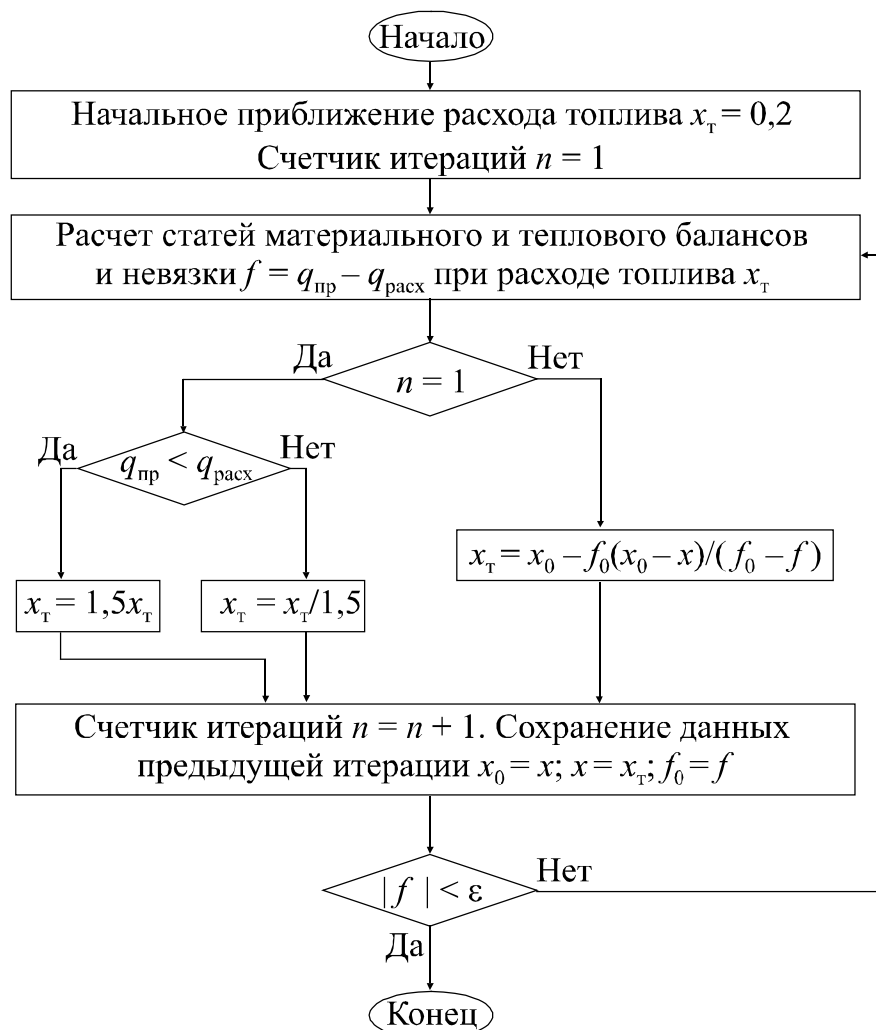 Начало
Начальное приближение расхода топлива xт = 0,2
Счетчик итераций n = 1
Расчет статей материального и теплового балансов
и невязки f = qпр – qрасх при расходе топлива xт
Да
Нет
n = 1
Да
Нет
qпр < qрасх
xт = x0 – f0(x0 – x)/(f0 – f)
xт = 1,5xт
xт = xт/1,5
Счетчик итераций n = n + 1. Сохранение данных
предыдущей итерации x0 = x; x = xт; f0 = f
Нет
| f | < ε
Да
Конец